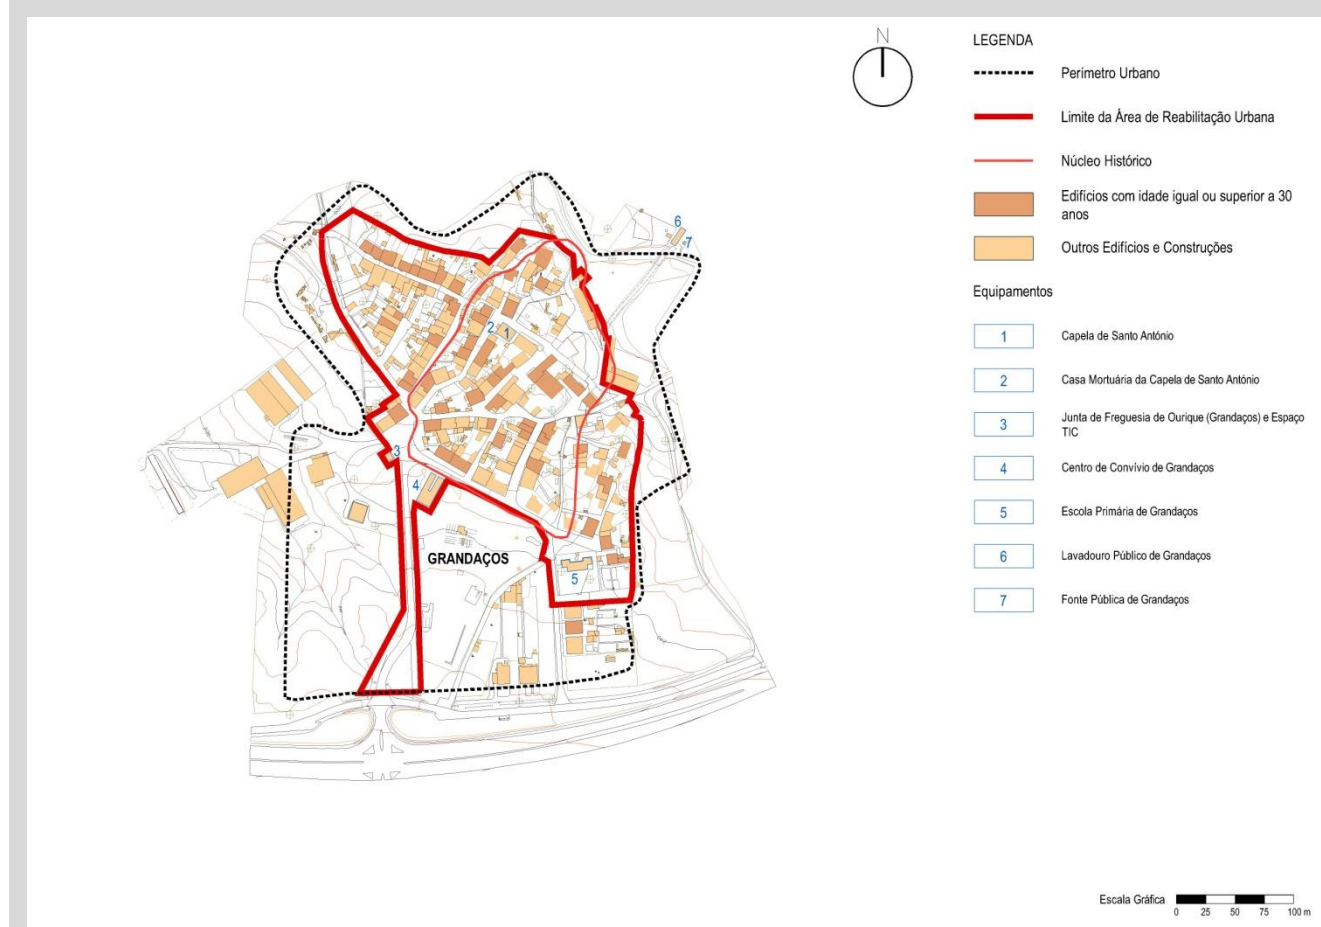 N
LEGENDA
Perímetro Urbano
Limite da Área de Reabilitação Urbana
Núcleo Histórico
Edifícios com idade igual ou superior a 30
anos
Outros Edifícios e Construções
Equipamentos
1 Capela de Santo António
2 Casa Mortuária da Capela de Santo António
3 Junta de Freguesia de Ourique (Grandaços) e Espaço
TIC
4 Centro de Convívio de Grandaços
5 Escola Primária de Grandaços
6 Lavadouro Público de Grandaços
7 Fonte Pública de Grandaços
6
7
2 1
3
4
GRANDAÇOS
5
Escala Gráfica
0 25 50 75 100 m